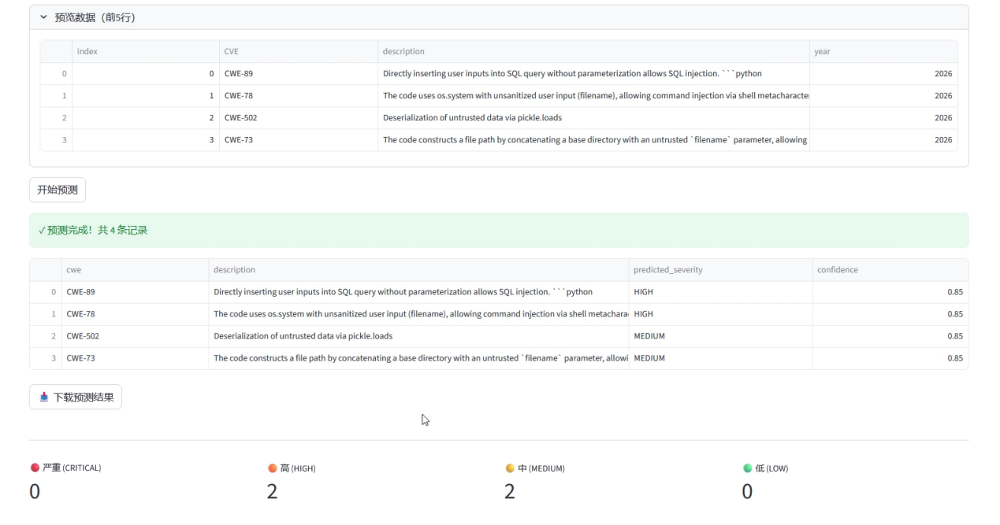 预览数据（前5行）
index CVE description year
0 0 CWE-89 Directly inserting user inputs into SQL query without parameterization allows SQL injection. ```python 2026
1 1 CWE-78 The code uses os.system with unsanitized user input (filename), allowing command injection via shell metacharacte 2026
2 2 CWE-502 Deserialization of untrusted data via pickle.loads 2026
3 3 CWE-73 The code constructs a file path by concatenating a base directory with an untrusted `filename` parameter, allowing 2026
开始预测
✓预测完成！共 4 条记录
cwe description predicted_severity confidence
0 CWE-89 Directly inserting user inputs into SQL query without parameterization allows SQL injection. ```python HIGH 0.85
1 CWE-78 The code uses os.system with unsanitized user input (filename), allowing command injection via shell metachara HIGH 0.85
2 CWE-502 Deserialization of untrusted data via pickle.loads MEDIUM 0.85
3 CWE-73 The code constructs a file path by concatenating a base directory with an untrusted `filename` parameter, allowi MEDIUM 0.85
下载预测结果
严重 (CRITICAL) 高 (HIGH) 中 (MEDIUM) 低 (LOW)
0 2 2 0